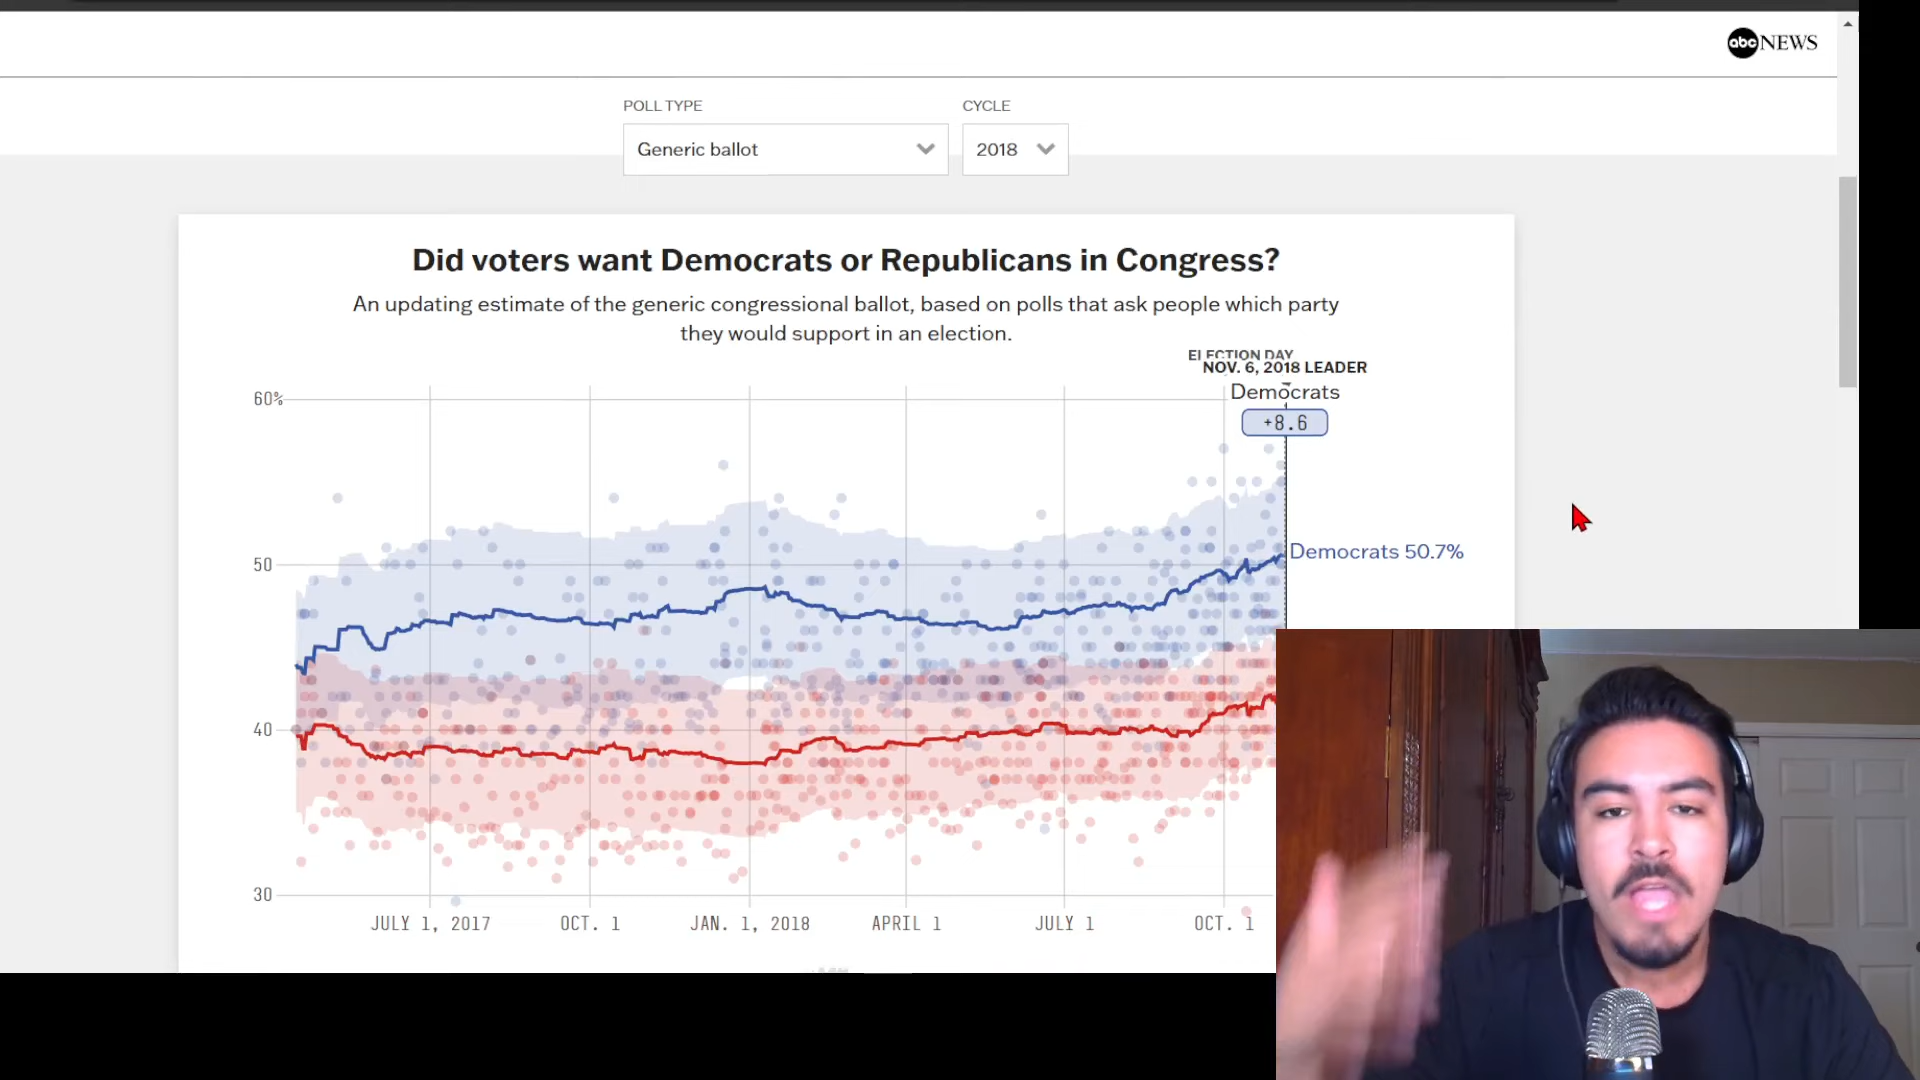 abc NEWS
POLL TYPE
CYCLE
Generic ballot
2018
Did voters want Democrats or Republicans in Congress?
An updating estimate of the generic congressional ballot, based on polls that ask people which party
they would support in an election.
ELECTION DAY
NOV. 6, 2018 LEADER
Democrats
+8.6
60%
50
40
30
Democrats 50.7%
JULY 1, 2017
OCT. 1
JAN. 1, 2018
APRIL 1
JULY 1
OCT. 1